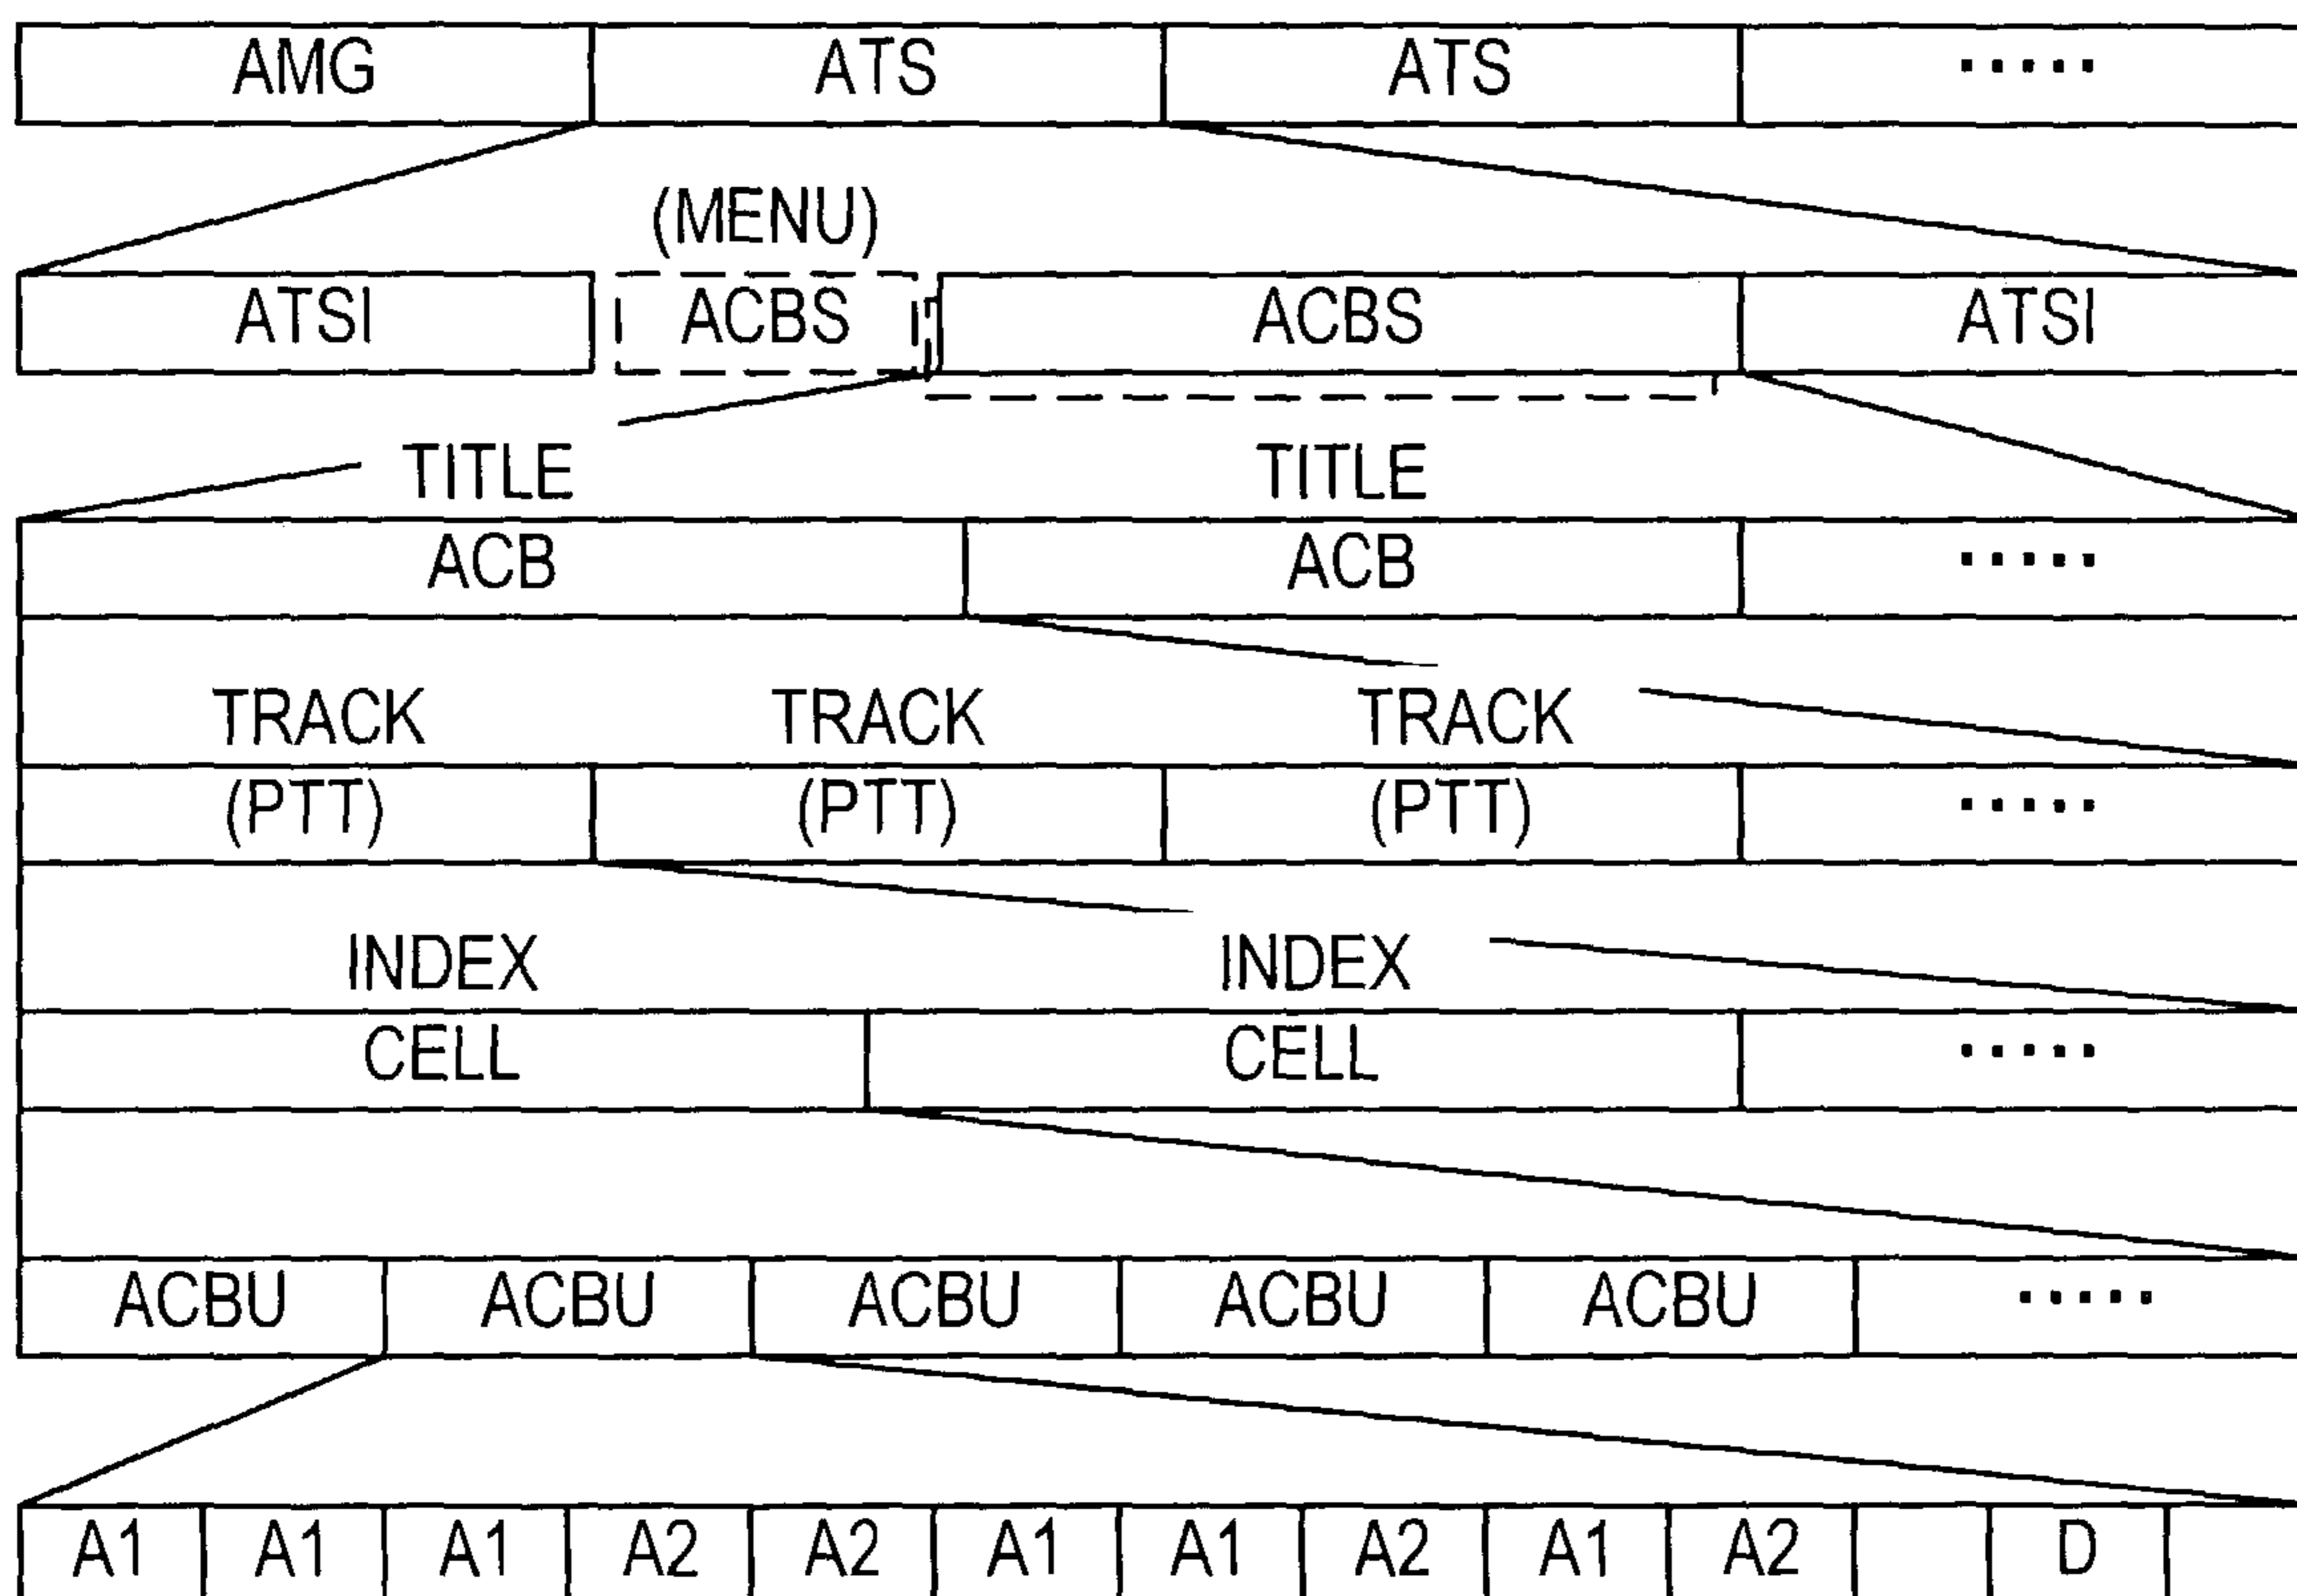 AMG ATS ATS .....
(MENU)
ATSI ACBS ACBS ATSI
TITLE TITLE
ACB ACB .....
TRACK TRACK TRACK
(PTT) (PTT) (PTT) .....
INDEX INDEX
CELL CELL .....
ACBU ACBU ACBU ACBU ACBU .....
A1 A1 A1 A2 A2 A1 A1 A2 A1 A2 D